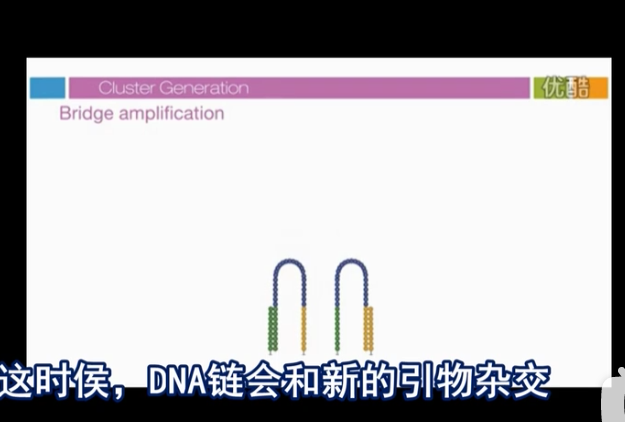 Cluster Generation
优酷
Bridge amplification
这时侯，DNA链会和新的引物杂交